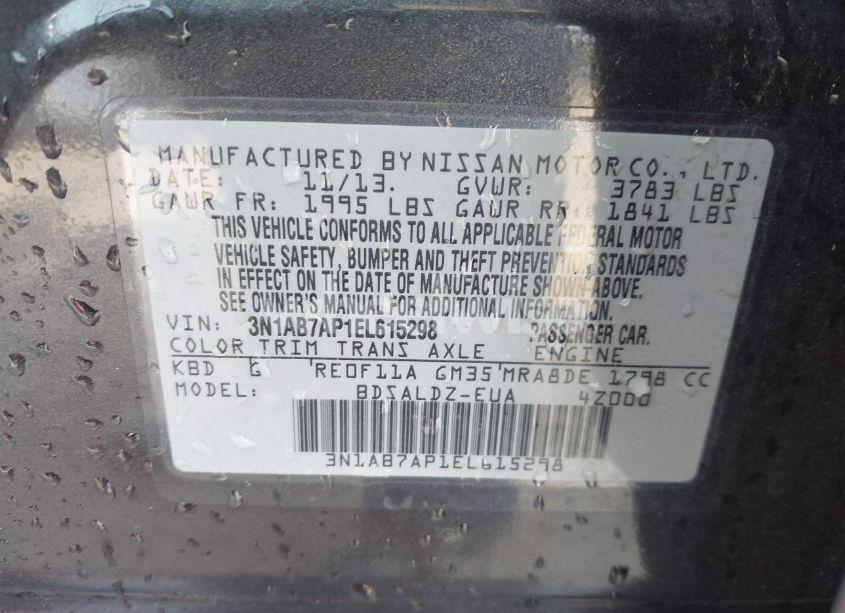 MANUFACTURED BY NISSAN MOTOR CO., LTD.
DATE: 11/13. GVWR: 3783 LBS
GAWR FR: 1995 LBS GAWR RR: 1841 LBS
THIS VEHICLE CONFORMS TO ALL APPLICABLE FEDERAL MOTOR
VEHICLE SAFETY, BUMPER AND THEFT PREVENTION STANDARDS
IN EFFECT ON THE DATE OF MANUFACTURE SHOWN ABOVE.
SEE OWNER'S MANUAL FOR ADDITIONAL INFORMATION.
VIN: 3N1AB7AP1EL615298 PASSENGER CAR.
COLOR TRIM TRANS AXLE ENGINE
KBD G 'RE0F11A GM35'MRA8DE 1798 CC
MODEL: BDSALDZ-EUA 4Z000
3N1AB7AP1EL615298